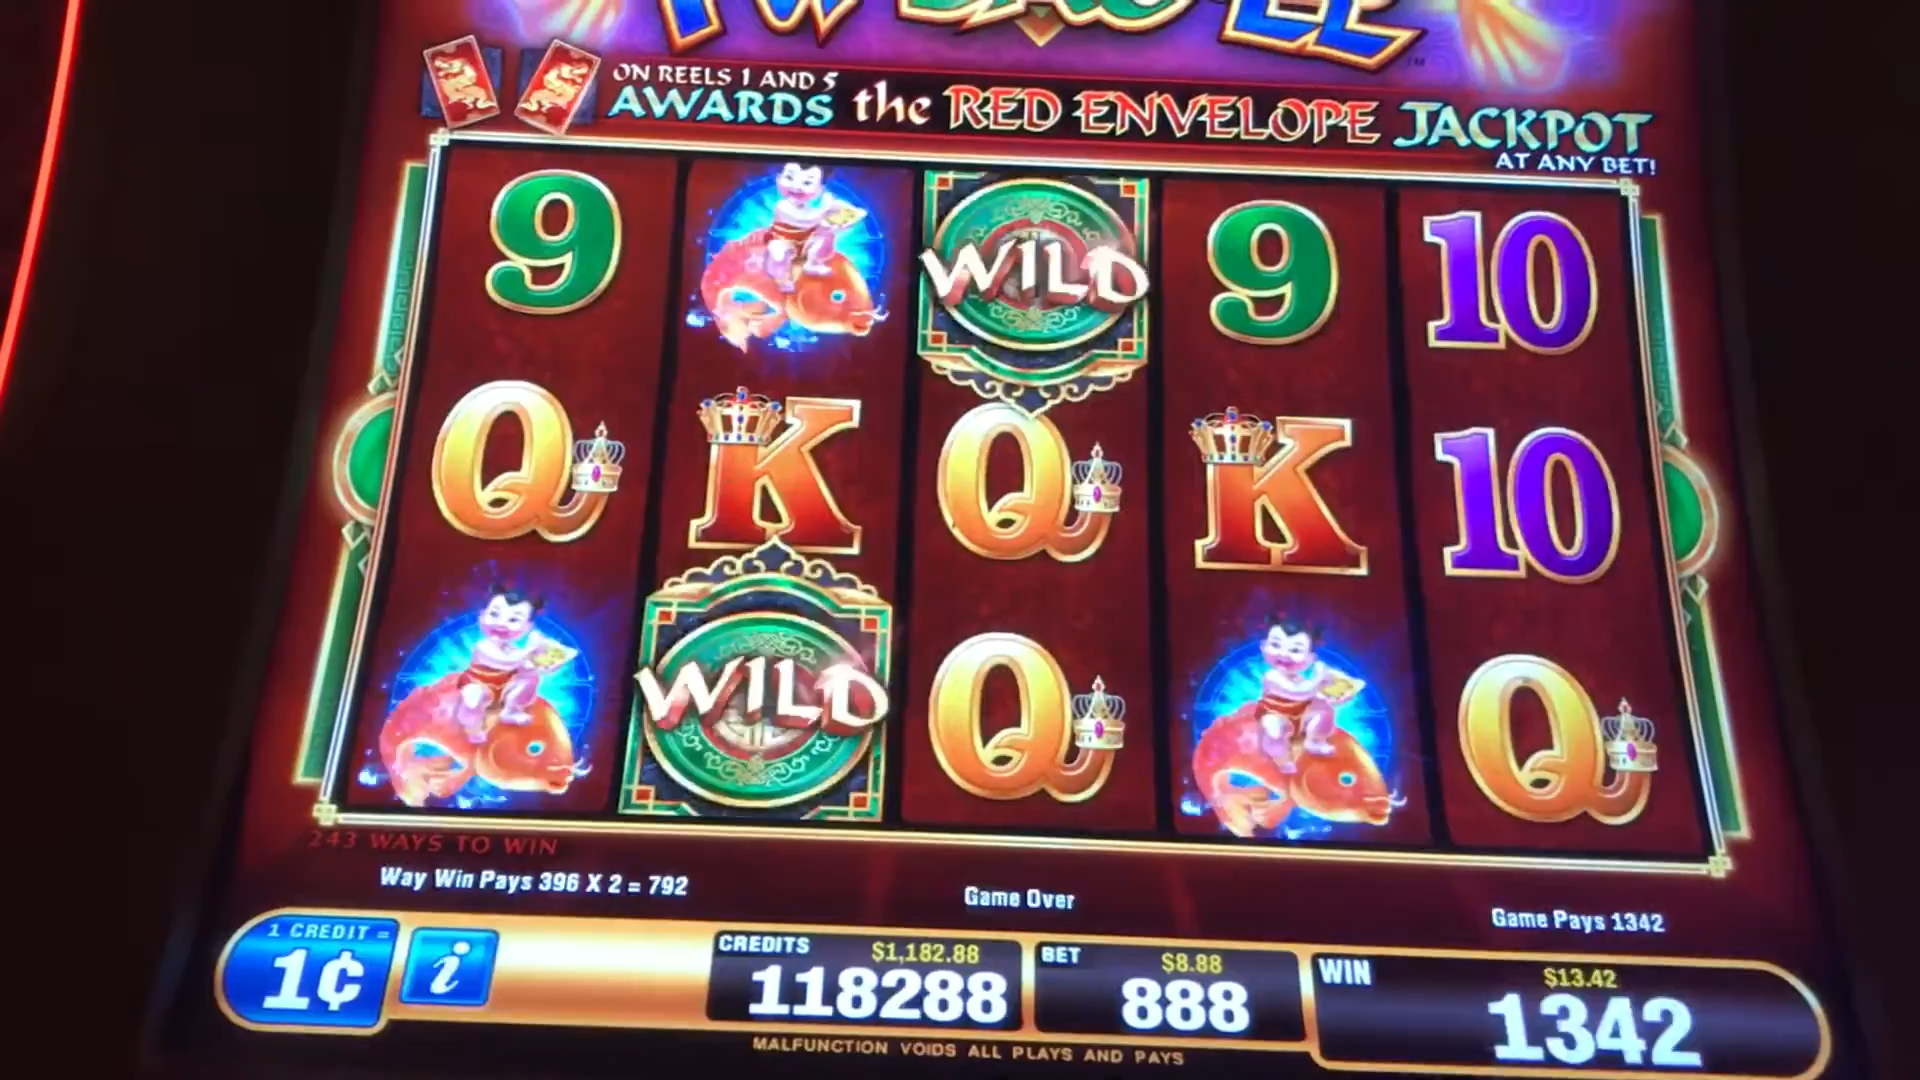 ON REELS 1 AND 5
AWARDS the RED ENVELOPE JACKPOT
AT ANY BET!
9 WILD 9 10
Q K Q K 10
WILD Q Q
243 WAYS TO WIN
Way Win Pays 396 X 2 = 792
Game Over
Game Pays 1342
1 CREDIT =
1¢
i
CREDITS $1,182.88
118288
BET $8.88
888
WIN $13.42
1342
MALFUNCTION VOIDS ALL PLAYS AND PAYS